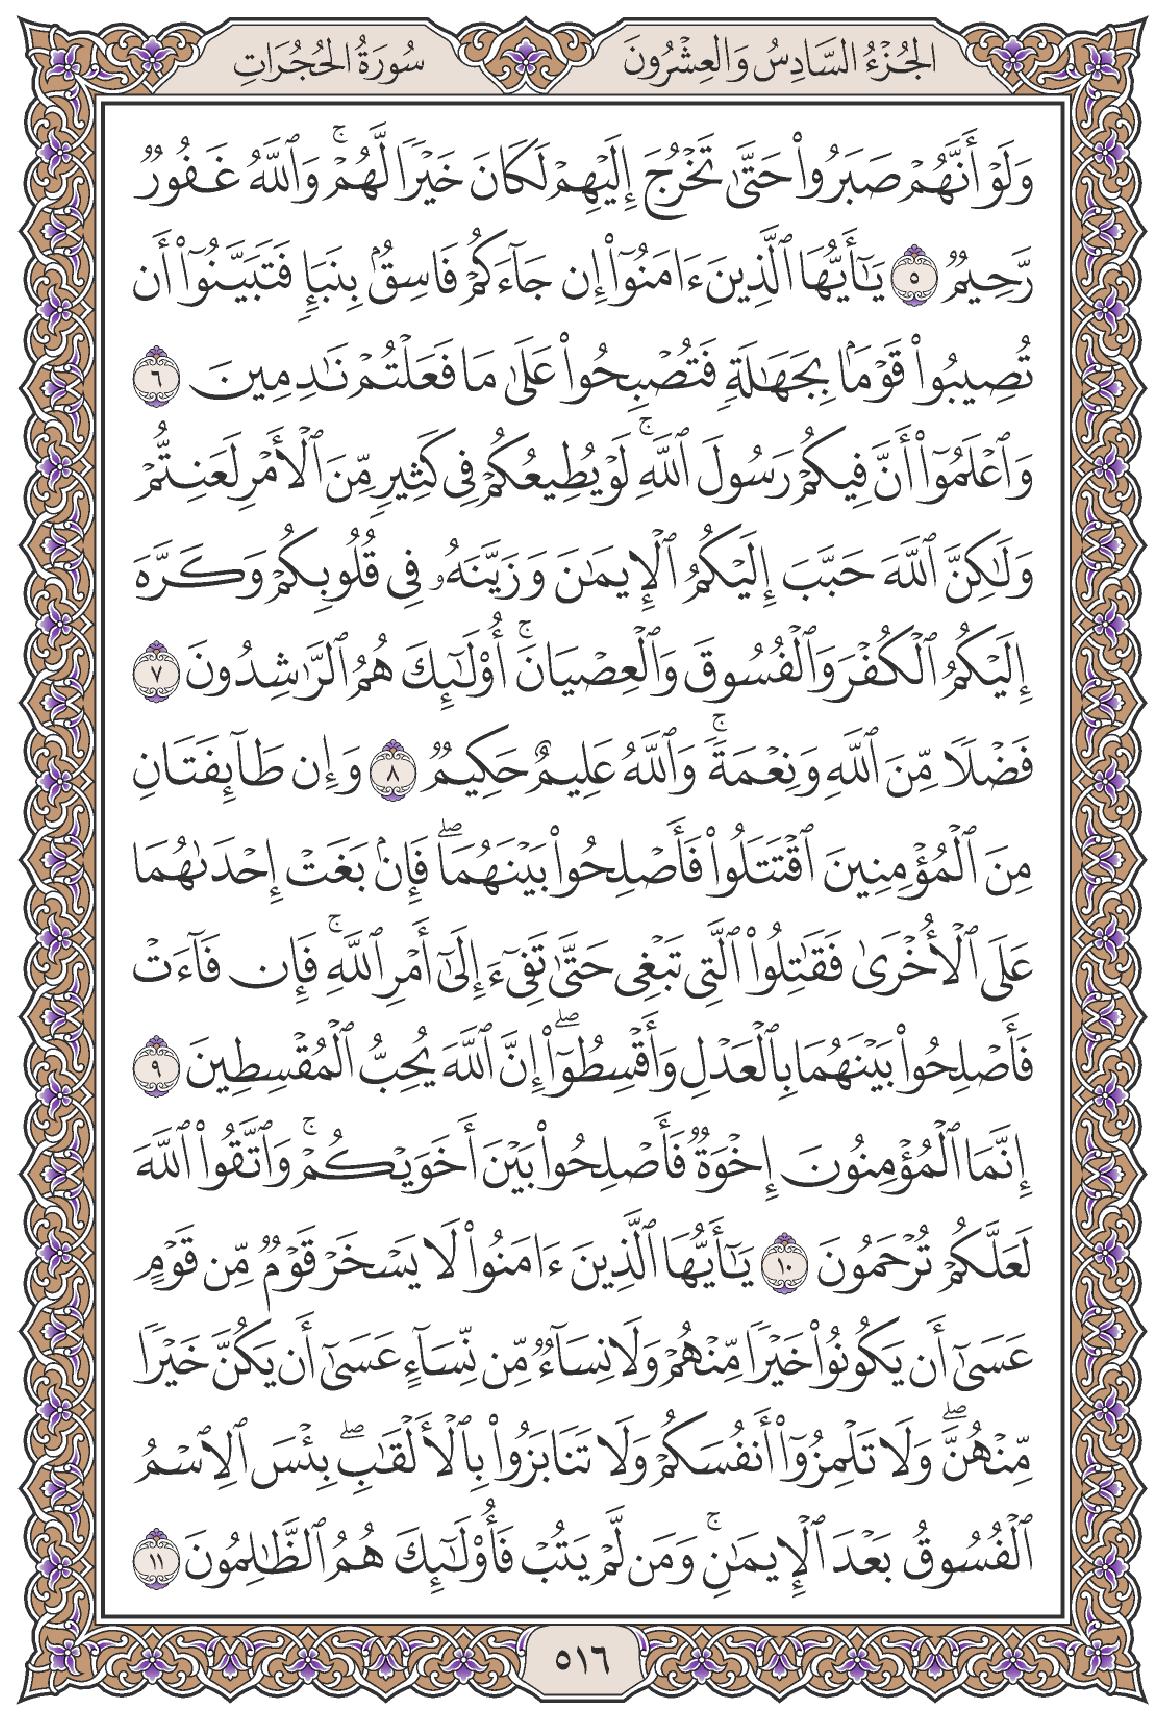 الجُزْءُ السَّادِسُ وَالعِشْرُونَ
سُورَةُ الحُجُرَاتِ
وَلَوْ أَنَّهُمْ صَبَرُوا۟ حَتَّىٰ تَخْرُجَ إِلَيْهِمْ لَكَانَ خَيْرًا لَّهُمْ ۚ وَٱللَّهُ غَفُورٌ
رَّحِيمٌ ٥ يَـٰٓأَيُّهَا ٱلَّذِينَ ءَامَنُوٓا۟ إِن جَآءَكُمْ فَاسِقٌۢ بِنَبَإٍ فَتَبَيَّنُوٓا۟ أَن
تُصِيبُوا۟ قَوْمًۢا بِجَهَـٰلَةٍ فَتُصْبِحُوا۟ عَلَىٰ مَا فَعَلْتُمْ نَـٰدِمِينَ ٦
وَٱعْلَمُوٓا۟ أَنَّ فِيكُمْ رَسُولَ ٱللَّهِ ۚ لَوْ يُطِيعُكُمْ فِى كَثِيرٍ مِّنَ ٱلْأَمْرِ لَعَنِتُّمْ
وَلَـٰكِنَّ ٱللَّهَ حَبَّبَ إِلَيْكُمُ ٱلْإِيمَـٰنَ وَزَيَّنَهُۥ فِى قُلُوبِكُمْ وَكَرَّهَ
إِلَيْكُمُ ٱلْكُفْرَ وَٱلْفُسُوقَ وَٱلْعِصْيَانَ ۚ أُو۟لَـٰٓئِكَ هُمُ ٱلرَّٰشِدُونَ ٧
فَضْلًا مِّنَ ٱللَّهِ وَنِعْمَةً ۚ وَٱللَّهُ عَلِيمٌ حَكِيمٌ ٨ وَإِن طَآئِفَتَانِ
مِنَ ٱلْمُؤْمِنِينَ ٱقْتَتَلُوا۟ فَأَصْلِحُوا۟ بَيْنَهُمَا ۖ فَإِنۢ بَغَتْ إِحْدَىٰهُمَا
عَلَى ٱلْأُخْرَىٰ فَقَـٰتِلُوا۟ ٱلَّتِى تَبْغِى حَتَّىٰ تَفِىٓءَ إِلَىٰٓ أَمْرِ ٱللَّهِ ۚ فَإِن فَآءَتْ
فَأَصْلِحُوا۟ بَيْنَهُمَا بِٱلْعَدْلِ وَأَقْسِطُوٓا۟ ۖ إِنَّ ٱللَّهَ يُحِبُّ ٱلْمُقْسِطِينَ ٩
إِنَّمَا ٱلْمُؤْمِنُونَ إِخْوَةٌ فَأَصْلِحُوا۟ بَيْنَ أَخَوَيْكُمْ ۚ وَٱتَّقُوا۟ ٱللَّهَ
لَعَلَّكُمْ تُرْحَمُونَ ١٠ يَـٰٓأَيُّهَا ٱلَّذِينَ ءَامَنُوا۟ لَا يَسْخَرْ قَوْمٌ مِّن قَوْمٍ
عَسَىٰٓ أَن يَكُونُوا۟ خَيْرًا مِّنْهُمْ وَلَا نِسَآءٌ مِّن نِّسَآءٍ عَسَىٰٓ أَن يَكُنَّ خَيْرًا
مِّنْهُنَّ ۖ وَلَا تَلْمِزُوٓا۟ أَنفُسَكُمْ وَلَا تَنَابَزُوا۟ بِٱلْأَلْقَـٰبِ ۖ بِئْسَ ٱلِٱسْمُ
ٱلْفُسُوقُ بَعْدَ ٱلْإِيمَـٰنِ ۚ وَمَن لَّمْ يَتُبْ فَأُو۟لَـٰٓئِكَ هُمُ ٱلظَّـٰلِمُونَ ١١
٥١٦